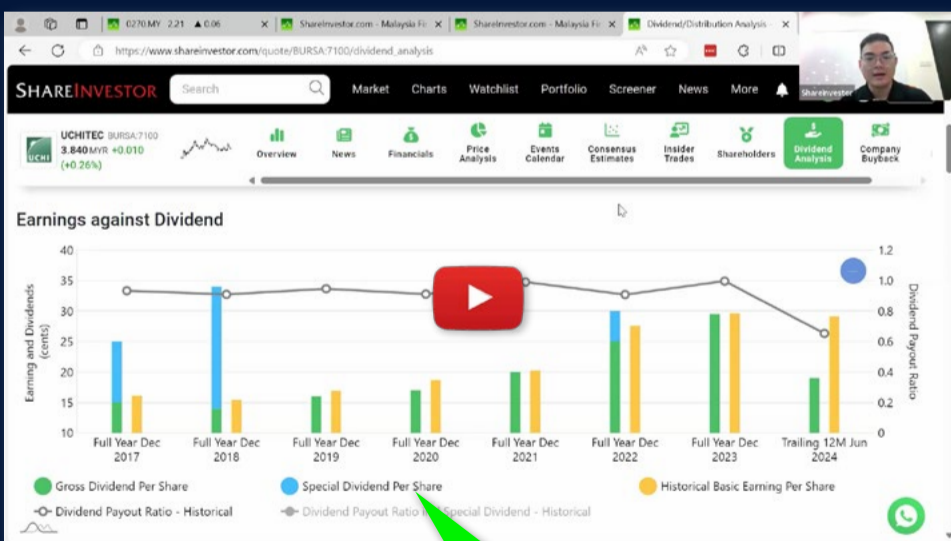 0270.MY 2.21 ▲ 0.06
ShareInvestor.com - Malaysia Fi
ShareInvestor.com - Malaysia Fi
Dividend/Distribution Analysis -
https://www.shareinvestor.com/quote/BURSA:7100/dividend_analysis
SHAREINVESTOR
Search
Market Charts Watchlist Portfolio Screener News More
ShareInvestor
UCHI
UCHITEC BURSA:7100
3.840 MYR +0.010
(+0.26%)
Overview
News
Financials
Price Analysis
Events Calendar
Consensus Estimates
Insider Trades
Shareholders
Dividend Analysis
Company Buyback
Earnings against Dividend
Earning and Dividends (cents)
40
35
30
25
20
15
10
1.2
1.0
0.8
0.6
0.4
0.2
0
Dividend Payout Ratio
Full Year Dec 2017
Full Year Dec 2018
Full Year Dec 2019
Full Year Dec 2020
Full Year Dec 2021
Full Year Dec 2022
Full Year Dec 2023
Trailing 12M Jun 2024
Gross Dividend Per Share
Special Dividend Per Share
Historical Basic Earning Per Share
Dividend Payout Ratio - Historical
Dividend Payout Ratio Special Dividend - Historical